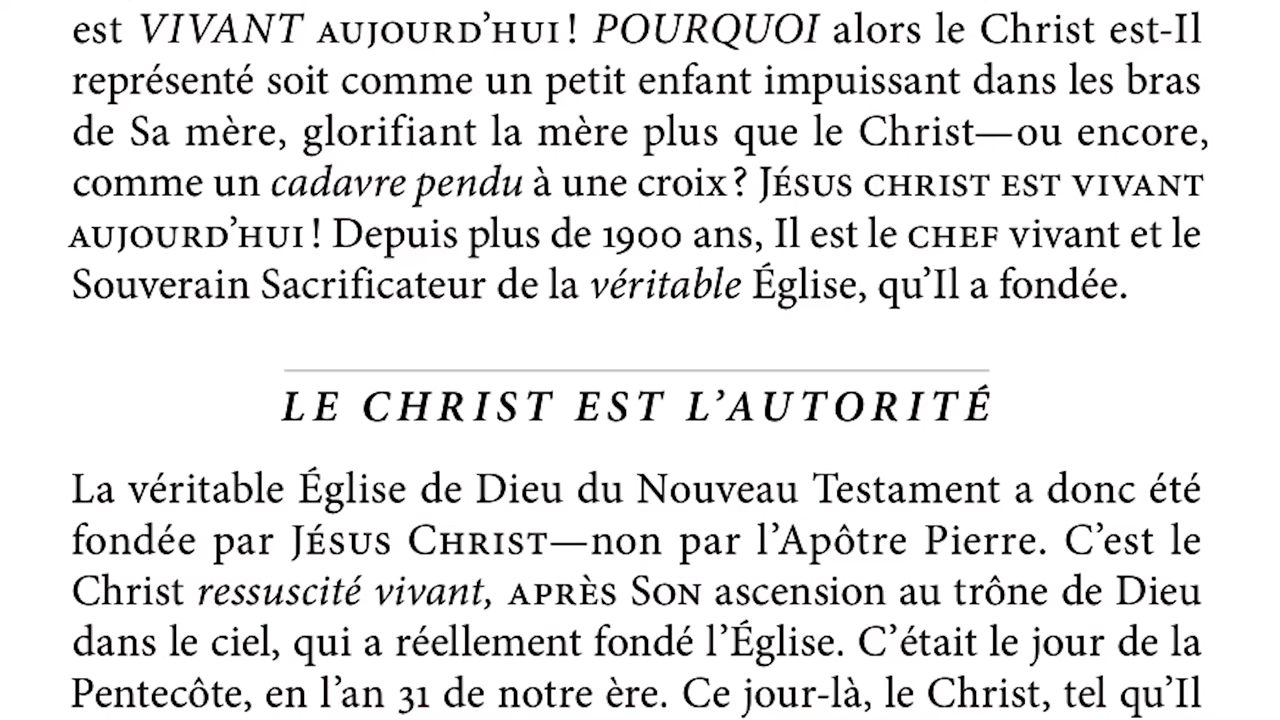 est VIVANT AUJOURD’HUI ! POURQUOI alors le Christ est-Il
représenté soit comme un petit enfant impuissant dans les bras
de Sa mère, glorifiant la mère plus que le Christ—ou encore,
comme un cadavre pendu à une croix ? JÉSUS CHRIST EST VIVANT
AUJOURD’HUI ! Depuis plus de 1900 ans, Il est le CHEF vivant et le
Souverain Sacrificateur de la véritable Église, qu’Il a fondée.
LE CHRIST EST L’AUTORITÉ
La véritable Église de Dieu du Nouveau Testament a donc été
fondée par JÉSUS CHRIST—non par l’Apôtre Pierre. C’est le
Christ ressuscité vivant, APRÈS SON ascension au trône de Dieu
dans le ciel, qui a réellement fondé l’Église. C’était le jour de la
Pentecôte, en l’an 31 de notre ère. Ce jour-là, le Christ, tel qu’Il